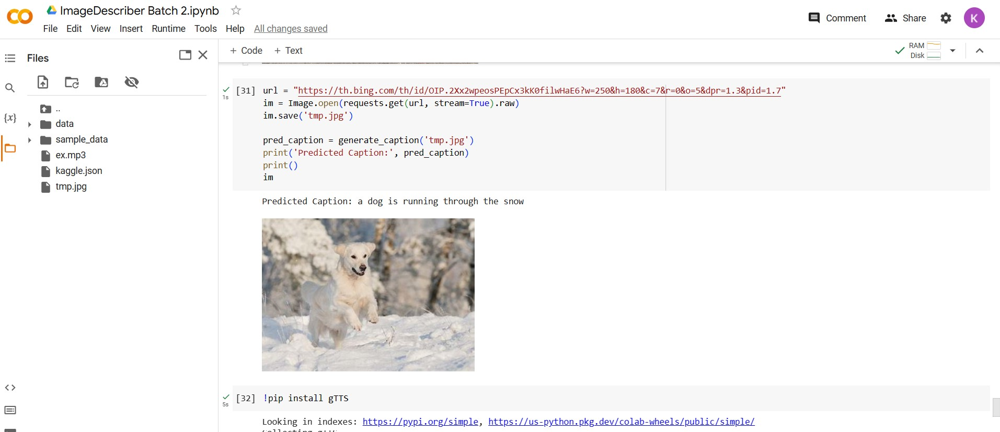 ImageDescriber Batch 2.ipynb
File Edit View Insert Runtime Tools Help All changes saved
Comment Share K
Files
+ Code + Text
RAM
Disk
{x}
..
data
sample_data
ex.mp3
kaggle.json
tmp.jpg
1s
[31] url = "https://th.bing.com/th/id/OIP.2Xx2wpeosPEpCx3kK0filwHaE6?w=250&h=180&c=7&r=0&o=5&dpr=1.3&pid=1.7"
im = Image.open(requests.get(url, stream=True).raw)
im.save('tmp.jpg')
pred_caption = generate_caption('tmp.jpg')
print('Predicted Caption:', pred_caption)
print()
im
Predicted Caption: a dog is running through the snow
[32] !pip install gTTS
5s
Looking in indexes: https://pypi.org/simple, https://us-python.pkg.dev/colab-wheels/public/simple/